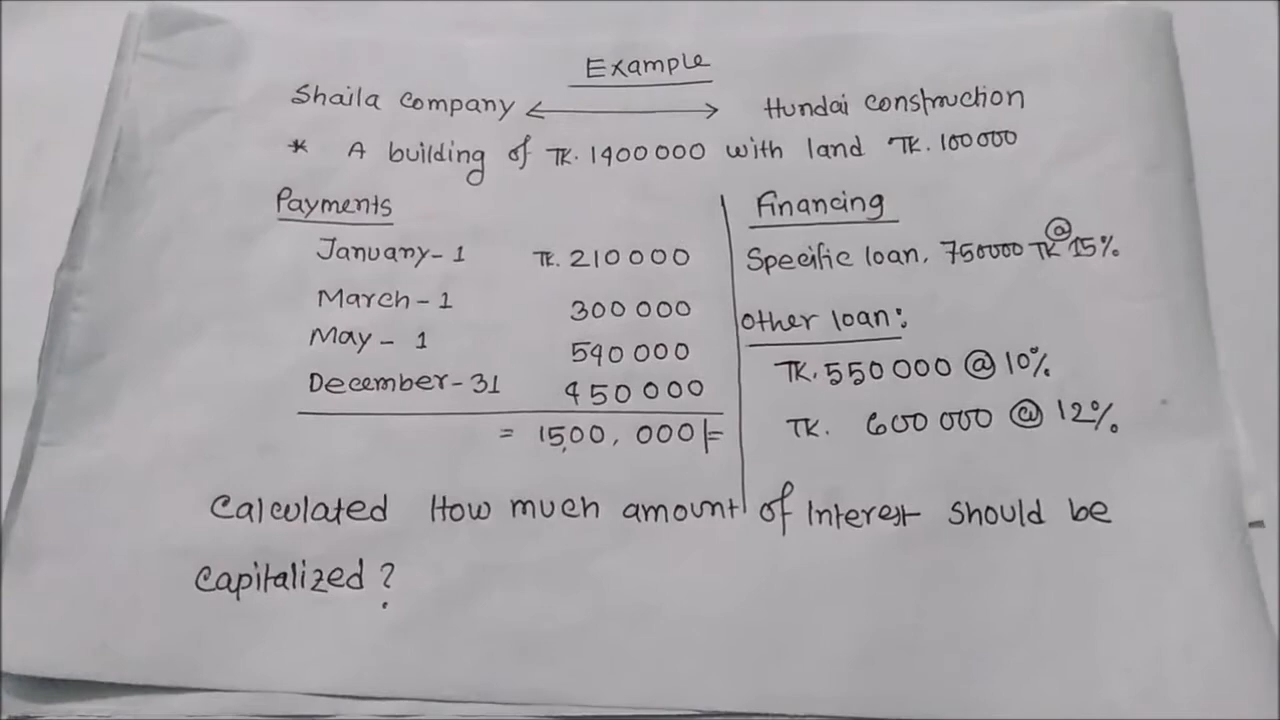 Example
Shaila Company ⟷ Hundai Construction
* A building of TK. 1400000 with land TK. 100000
Payments
January - 1 TK. 210000
March - 1 300000
May - 1 540000
December - 31 450000
= 15,00,000/=
Financing
Specific loan, 750000 TK @ 15%
Other loan:
TK. 550000 @ 10%
TK. 600000 @ 12%
Calculated How much amount of Interest should be
Capitalized?